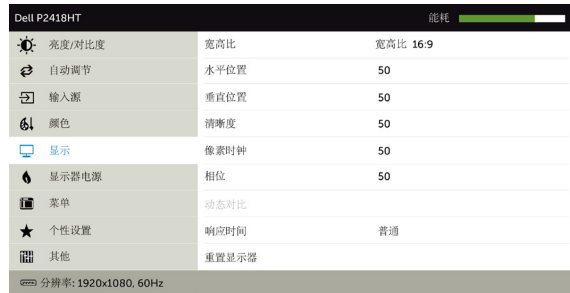 Dell P2418HT 能耗
亮度/对比度 宽高比 宽高比 16:9
自动调节 水平位置 50
输入源 垂直位置 50
颜色 清晰度 50
显示 像素时钟 50
显示器电源 相位 50
菜单 动态对比
个性设置 响应时间 普通
其他 重置显示器
分辨率: 1920x1080, 60Hz